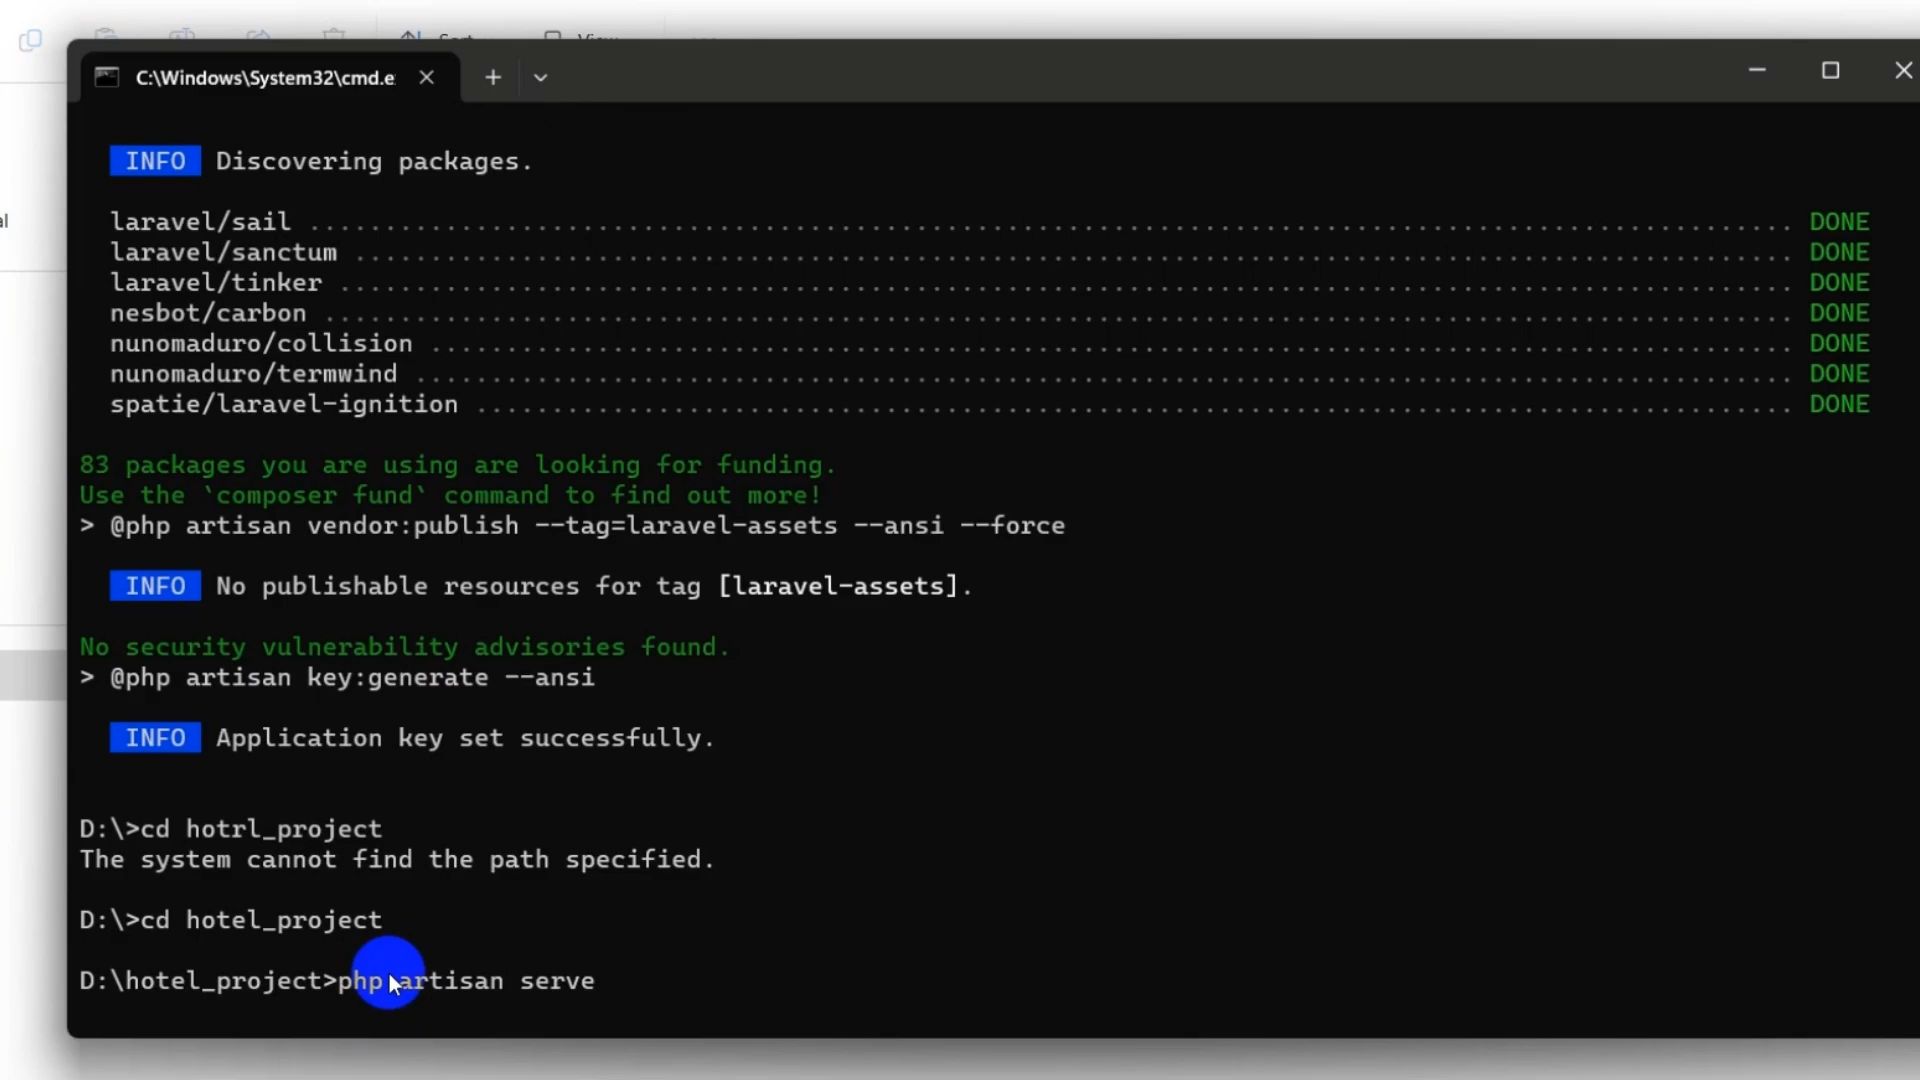 Sort
View
C:\Windows\System32\cmd.e
INFO Discovering packages.
laravel/sail ........ DONE
laravel/sanctum ........ DONE
laravel/tinker ........ DONE
nesbot/carbon ........ DONE
nunomaduro/collision ........ DONE
nunomaduro/termwind ........ DONE
spatie/laravel-ignition ........ DONE
83 packages you are using are looking for funding.
Use the `composer fund` command to find out more!
> @php artisan vendor:publish --tag=laravel-assets --ansi --force
INFO No publishable resources for tag [laravel-assets].
No security vulnerability advisories found.
> @php artisan key:generate --ansi
INFO Application key set successfully.
D:\>cd hotrl_project
The system cannot find the path specified.
D:\>cd hotel_project
D:\hotel_project>php artisan serve